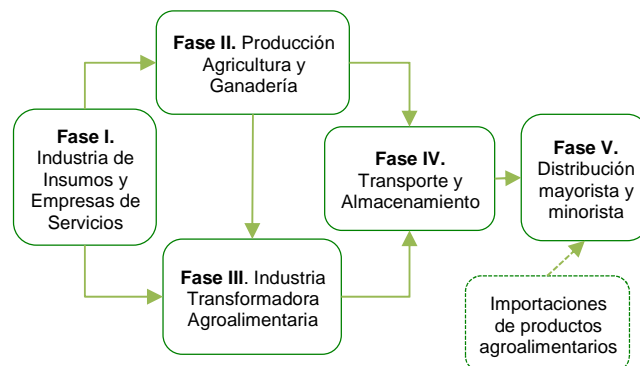 Fase II. Producción
Agricultura y
Ganadería
Fase I.
Industria de
Insumos y
Empresas de
Servicios
Fase IV.
Transporte y
Almacenamiento
Fase V.
Distribución
mayorista y
minorista
Fase III. Industria
Transformadora
Agroalimentaria
Importaciones
de productos
agroalimentarios